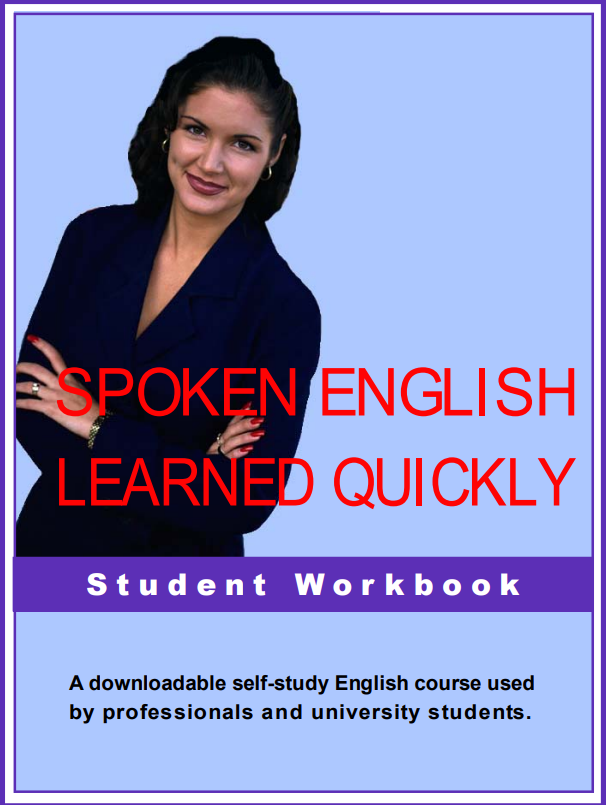 SPOKEN ENGLISH
LEARNED QUICKLY
Student Workbook
A downloadable self-study English course used
by professionals and university students.